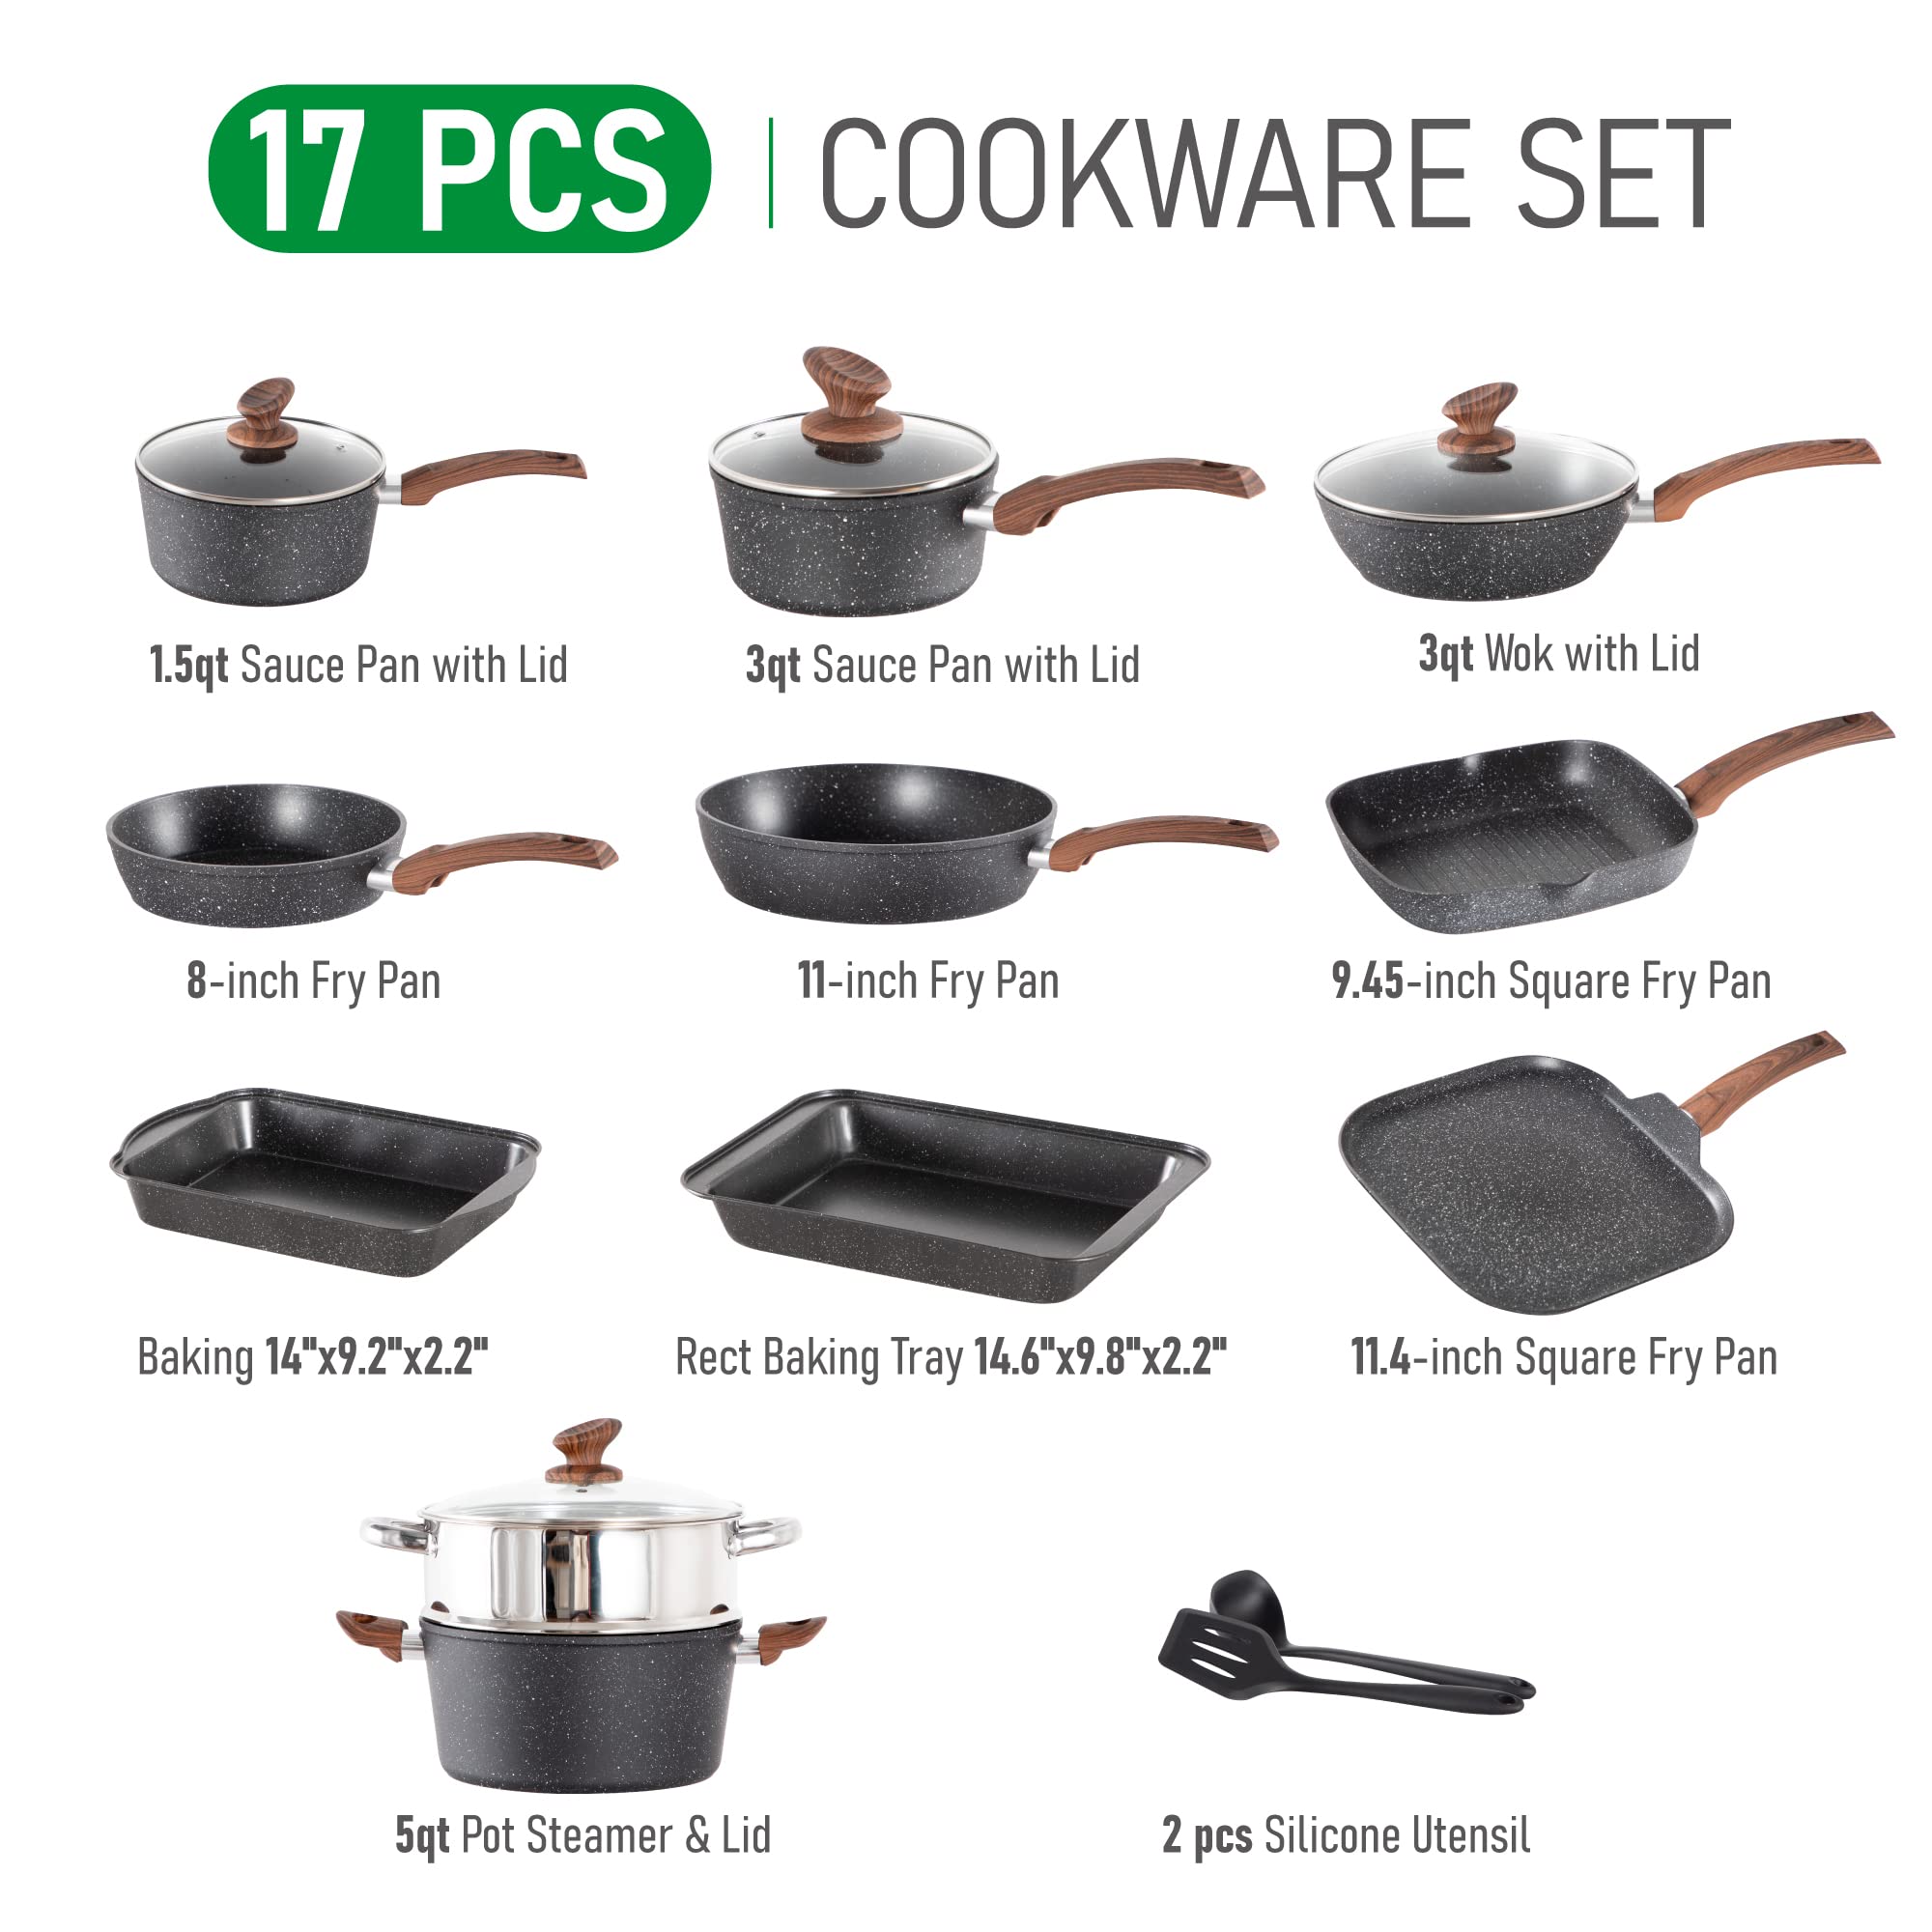 17 PCS | COOKWARE SET
1.5qt Sauce Pan with Lid
3qt Sauce Pan with Lid
3qt Wok with Lid
8-inch Fry Pan
11-inch Fry Pan
9.45-inch Square Fry Pan
Baking 14"x9.2"x2.2"
Rect Baking Tray 14.6"x9.8"x2.2"
11.4-inch Square Fry Pan
5qt Pot Steamer & Lid
2 pcs Silicone Utensil